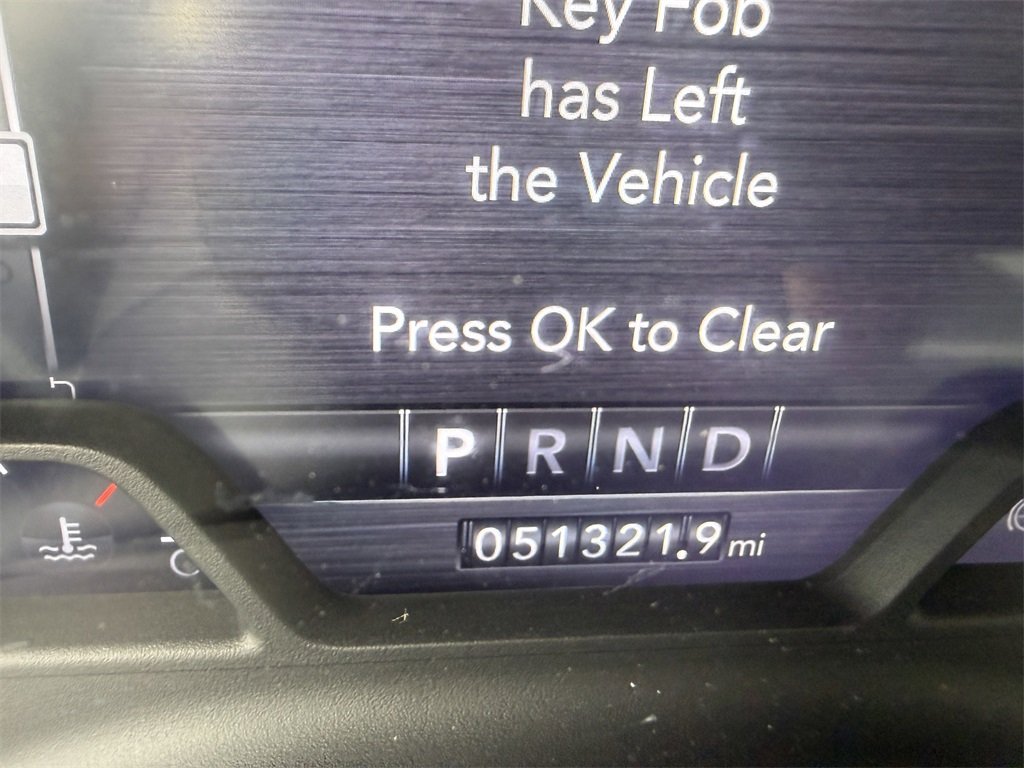 Key Fob
has Left
the Vehicle
Press OK to Clear
P R N D
051321.9 mi